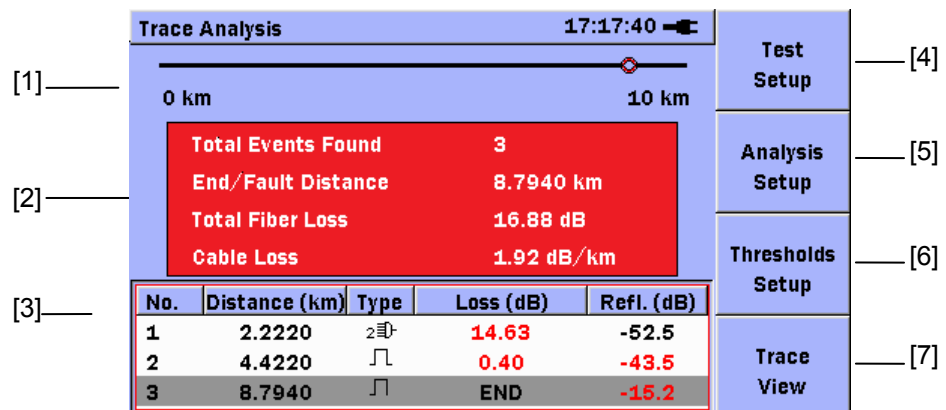 Trace Analysis 17:17:40
0 km 10 km
[1]
Total Events Found 3
End/Fault Distance 8.7940 km
Total Fiber Loss 16.88 dB
Cable Loss 1.92 dB/km
[2]
No. Distance (km) Type Loss (dB) Refl. (dB)
1 2.2220 2 14.63 -52.5
2 4.4220 0.40 -43.5
3 8.7940 END -15.2
[3]
Test
Setup
[4]
Analysis
Setup
[5]
Thresholds
Setup
[6]
Trace
View
[7]